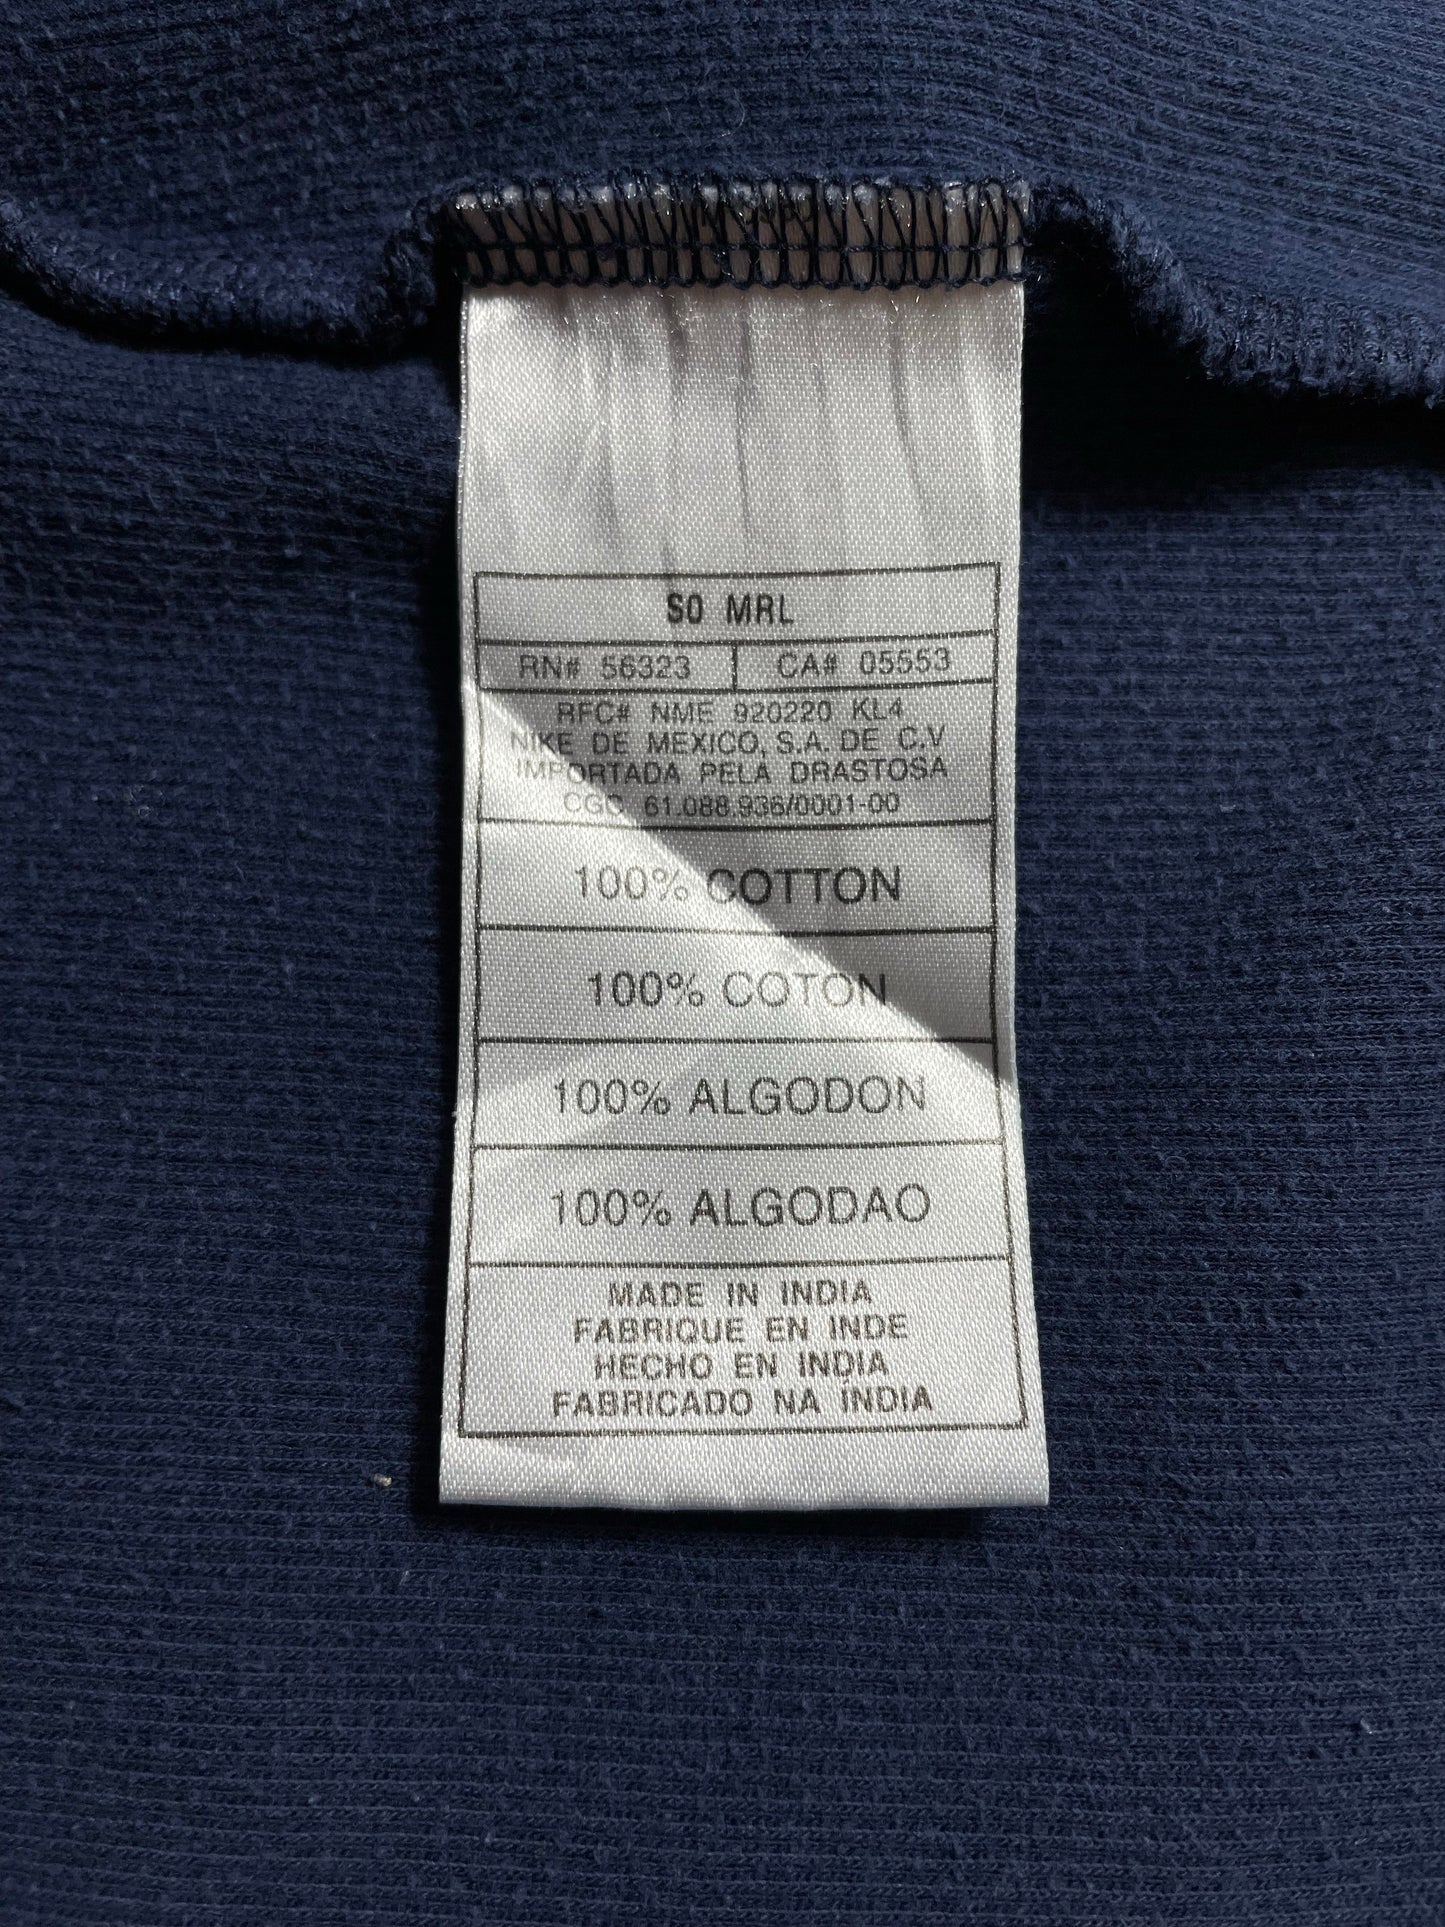 S0 MRL
RN# 56323 CA# 05553
RFC# NME 920220 KL4
NIKE DE MEXICO, S.A. DE C.V
IMPORTADA PELA DRASTOSA
CGC 61.088.936/0001-00
100% COTTON
100% COTON
100% ALGODON
100% ALGODAO
MADE IN INDIA
FABRIQUE EN INDE
HECHO EN INDIA
FABRICADO NA INDIA